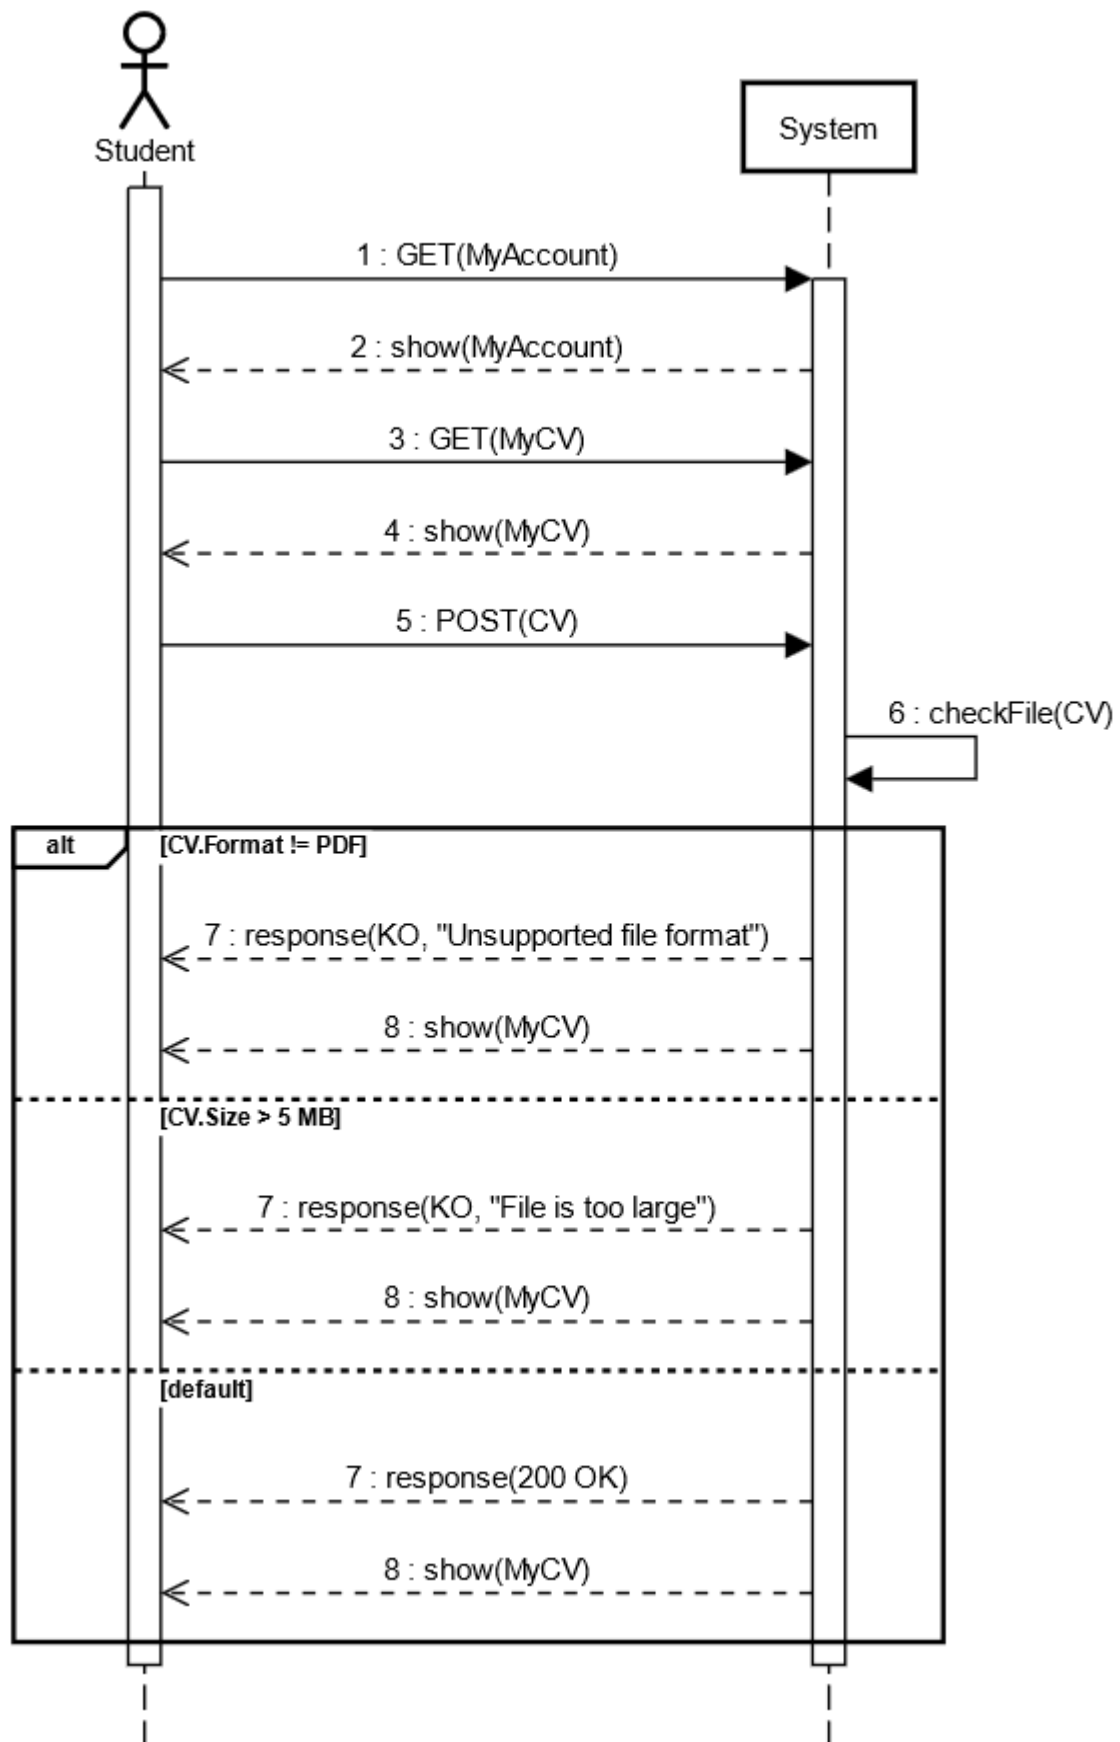 Student
System
1 : GET(MyAccount)
2 : show(MyAccount)
3 : GET(MyCV)
4 : show(MyCV)
5 : POST(CV)
6 : checkFile(CV)
alt
[CV.Format != PDF]
7 : response(KO, "Unsupported file format")
8 : show(MyCV)
[CV.Size > 5 MB]
7 : response(KO, "File is too large")
8 : show(MyCV)
[default]
7 : response(200 OK)
8 : show(MyCV)